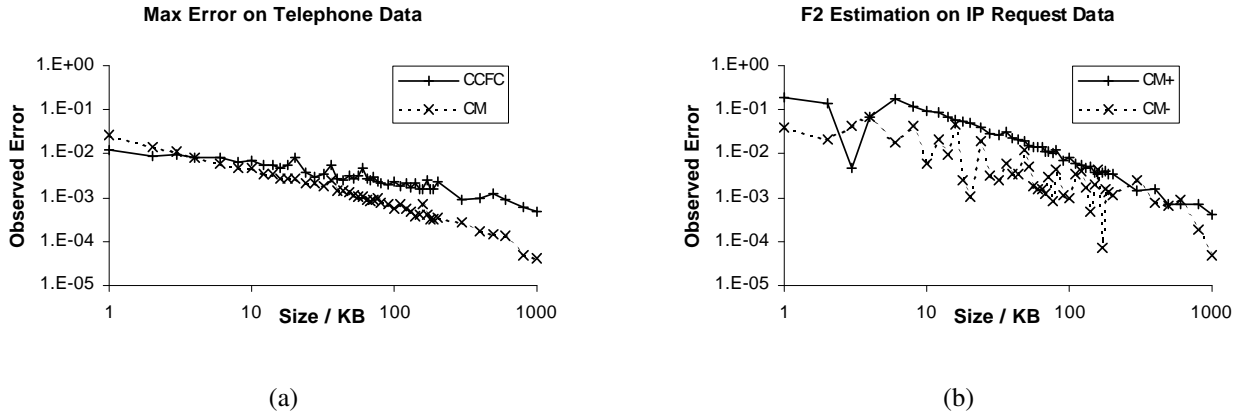 Max Error on Telephone Data
1.E+00
1.E-01
1.E-02
1.E-03
1.E-04
1.E-05
Observed Error
CCFC
CM
1 10 100 1000
Size / KB
(a)
F2 Estimation on IP Request Data
1.E+00
1.E-01
1.E-02
1.E-03
1.E-04
1.E-05
Observed Error
CM+
CM-
1 10 100 1000
Size / KB
(b)